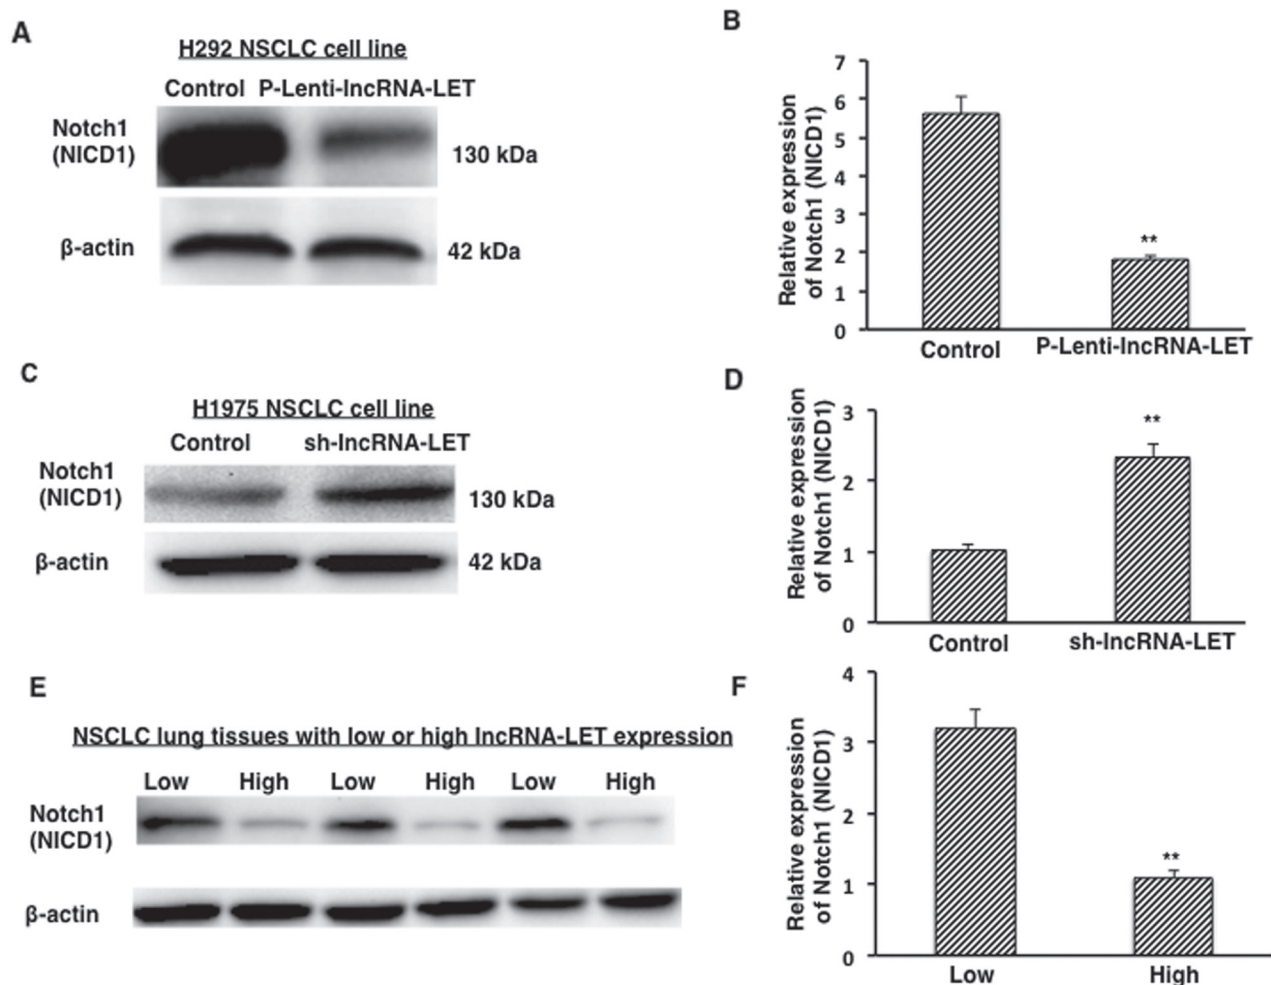 A
H292 NSCLC cell line
Control P-Lenti-lncRNA-LET
Notch1
(NICD1)
130 kDa
β-actin
42 kDa
B
Relative expression
of Notch1 (NICD1)
7
6
5
4
3
2
1
0
**
Control P-Lenti-lncRNA-LET
C
H1975 NSCLC cell line
Control sh-lncRNA-LET
Notch1
(NICD1)
130 kDa
β-actin
42 kDa
D
Relative expression
of Notch1 (NICD1)
3
2
1
0
**
Control sh-lncRNA-LET
E
NSCLC lung tissues with low or high lncRNA-LET expression
Low High Low High Low High
Notch1
(NICD1)
β-actin
F
Relative expression
of Notch1 (NICD1)
4
3
2
1
0
**
Low High